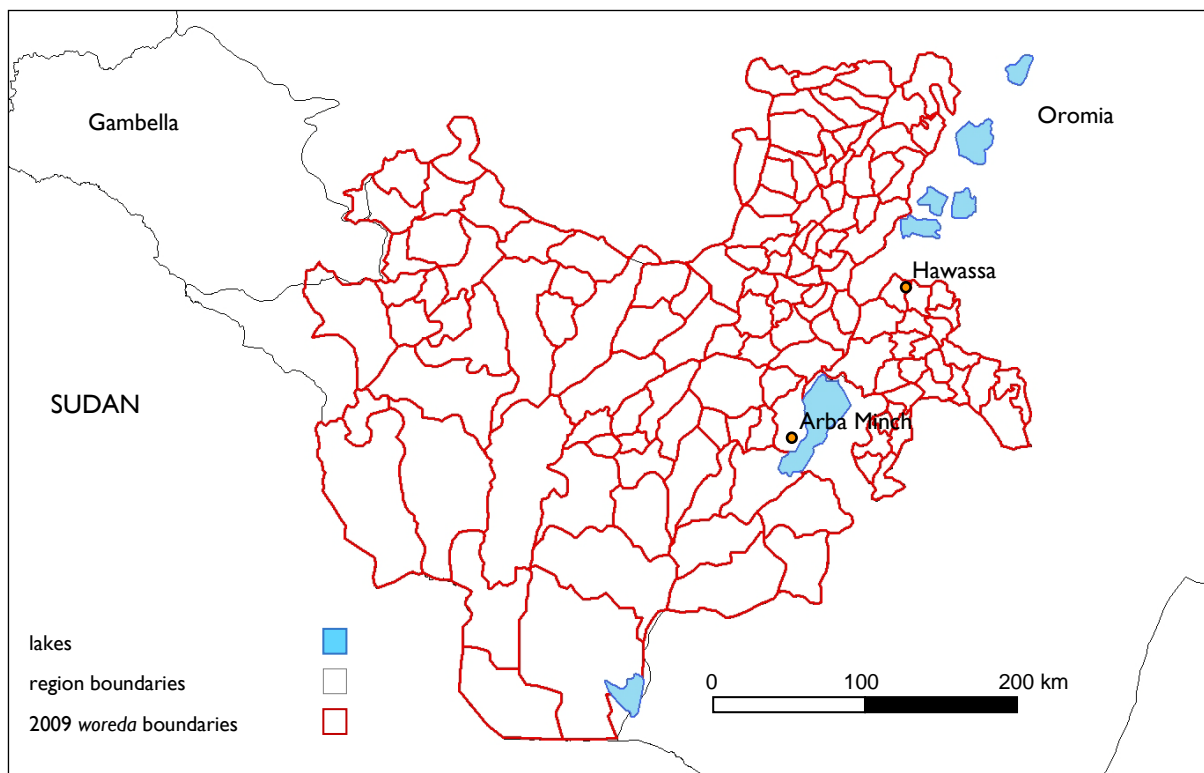 Gambella
Oromia
Hawassa
SUDAN
Arba Minch
lakes
region boundaries
2009 woreda boundaries
0 100 200 km